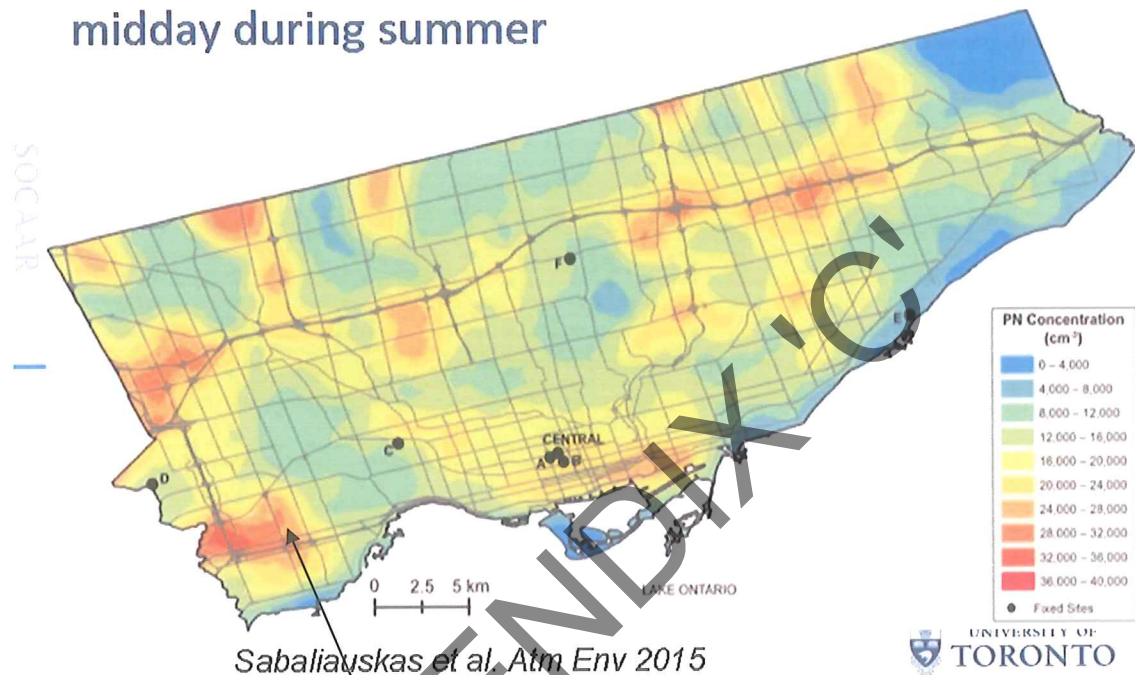 midday during summer
SOCAAR
F
E
C
CENTRAL
A
B
D
0 2.5 5 km
LAKE ONTARIO
PN Concentration
(cm⁻³)
0 – 4,000
4,000 – 8,000
8,000 – 12,000
12,000 – 16,000
16,000 – 20,000
20,000 – 24,000
24,000 – 28,000
28,000 – 32,000
32,000 – 36,000
36,000 – 40,000
Fixed Sites
Sabaliauskas et al. Atm Env 2015
UNIVERSITY OF
TORONTO
ENDIX 'C'